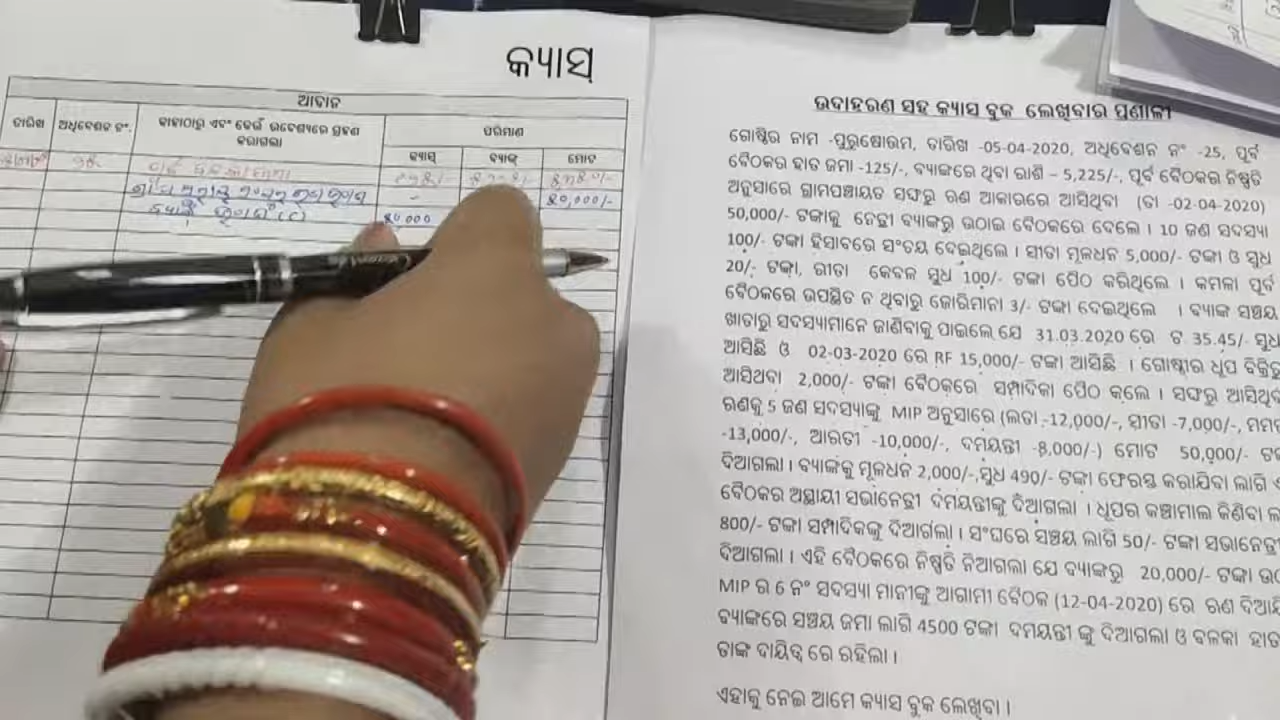 କ୍ୟାସ୍
ଆଦାନ
ତାରିଖ ଅଧିବେଶନ ନଂ. କାହାଠାରୁ ଏବଂ କେଉଁ ଉଦ୍ଦେଶ୍ୟରେ ଗ୍ରହଣ କରାଗଲା ପରିମାଣ
କ୍ୟାସ୍ ବ୍ୟାଙ୍କ୍ ମୋଟ
୫୦,୦୦୦/-
୫୦,୦୦୦
ଉଦାହରଣ ସହ କ୍ୟାସ ବୁକ ଲେଖିବାର ପ୍ରଣାଳୀ
ଗୋଷ୍ଠିର ନାମ -ପୁରୁଷୋତ୍ତମ, ତାରିଖ -05-04-2020, ଅଧିବେଶନ ନଂ -25, ପୂର୍ବ
ବୈଠକର ହାତ ଜମା -125/-, ବ୍ୟାଙ୍କରେ ଥିବା ରାଶି – 5,225/-, ପୂର୍ବ ବୈଠକର ନିଷ୍ପତି
ଅନୁସାରେ ଗ୍ରାମପଞ୍ଚାୟତ ସଙ୍ଘରୁ ଋଣ ଆକାରରେ ଆସିଥିବା (ତା -02-04-2020)
50,000/- ଟଙ୍କାକୁ ନେତ୍ରୀ ବ୍ୟାଙ୍କରୁ ଉଠାଇ ବୈଠକରେ ଦେଲେ । 10 ଜଣ ସଦସ୍ୟା
100/- ଟଙ୍କା ହିସାବରେ ସଂଚୟ ଦେଇଥିଲେ । ସୀତା ମୂଳଧନ 5,000/- ଟଙ୍କା ଓ ସୁଧ
20/- ଟଙ୍କା, ଗୀତା କେବଳ ସୁଧ 100/- ଟଙ୍କା ପୈଠ କରିଥିଲେ । କମଳା ପୂର୍ବ
ବୈଠକରେ ଉପସ୍ଥିତ ନ ଥିବାରୁ ଜୋରିମାନା 3/- ଟଙ୍କା ଦେଇଥିଲେ । ବ୍ୟାଙ୍କ ସଞ୍ଚୟ
ଖାତାରୁ ସଦସ୍ୟାମାନେ ଜାଣିବାକୁ ପାଇଲେ ଯେ 31.03.2020 ରେ ଟ 35.45/- ସୁଧ
ଆସିଛି ଓ 02-03-2020 ରେ RF 15,000/- ଟଙ୍କା ଆସିଛି । ଗୋଷ୍ଠୀର ଧୂପ ବିକ୍ରିରୁ
ଆସିଥିବା 2,000/- ଟଙ୍କା ବୈଠକରେ ସମ୍ପାଦିକା ପୈଠ କଲେ । ସଙ୍ଘରୁ ଆସିଥିବା
ଋଣକୁ 5 ଜଣ ସଦସ୍ୟାଙ୍କୁ MIP ଅନୁସାରେ (ଲତା -12,000/-, ସୀତା -7,000/-,
-13,000/-, ଆରତୀ -10,000/-, ଦମୟନ୍ତୀ -8,000/-) ମୋଟ 50,000/-
ଦିଆଗଲା । ବ୍ୟାଙ୍କକୁ ମୂଳଧନ 2,000/-,ସୁଧ 490/- ଟଙ୍କା ଫେରସ୍ତ କରାଯିବା ଲାଗି
ବୈଠକର ଅସ୍ଥାୟୀ ସଭାନେତ୍ରୀ ଦମୟନ୍ତୀଙ୍କୁ ଦିଆଗଲା । ଧୂପର କଞ୍ଚାମାଲ କିଣିବା
800/- ଟଙ୍କା ସମ୍ପାଦିକଙ୍କୁ ଦିଆଗଲା । ସଂଘରେ ସଞ୍ଚୟ ଲାଗି 50/- ଟଙ୍କା ସଭାନେତ୍ରୀ
ଦିଆଗଲା । ଏହି ବୈଠକରେ ନିଷ୍ପତି ନିଆଗଲା ଯେ ବ୍ୟାଙ୍କରୁ 20,000/- ଟଙ୍କା
MIP ର 6 ନଂ ସଦସ୍ୟା ମାନୀଙ୍କୁ ଆଗାମୀ ବୈଠକ (12-04-2020) ରେ ଋଣ
ବ୍ୟାଙ୍କରେ ସଞ୍ଚୟ ଜମା ଲାଗି 4500 ଟଙ୍କା ଦମୟନ୍ତୀ ଙ୍କୁ ଦିଆଗଲା ଓ ବଳକା
ତାଙ୍କ ଦାୟିତ୍ୱ ରେ ରହିଲା ।
ଏହାକୁ ନେଇ ଆମେ କ୍ୟାସ ବୁକ ଲେଖିବା ।